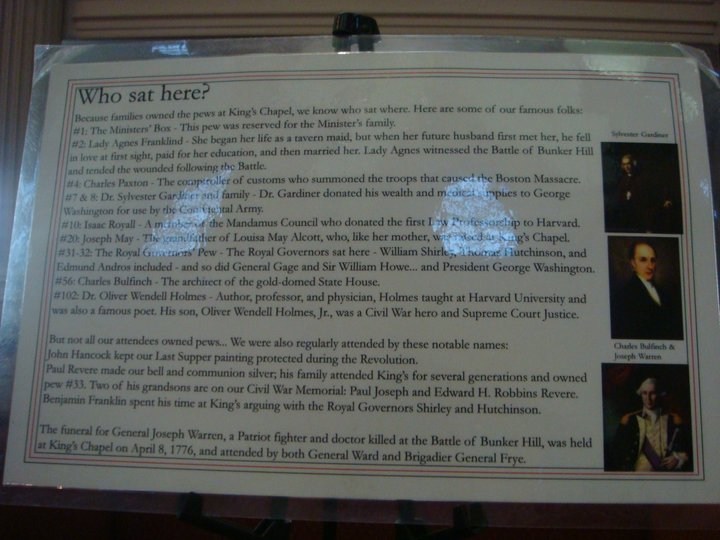 Who sat here?
Because families owned the pews at King's Chapel, we know who sat where. Here are some of our famous folks:
#1: The Ministers' Box - This pew was reserved for the Minister's family.
#2: Lady Agnes Franklind - She began her life as a tavern maid, but when her future husband first met her, he fell
in love at first sight, paid for her education, and then married her. Lady Agnes witnessed the Battle of Bunker Hill
and tended the wounded following the Battle.
#4: Charles Paxton - The comptroller of customs who summoned the troops that caused the Boston Massacre.
#7 & 8: Dr. Sylvester Gardiner and family - Dr. Gardiner donated his wealth and medical supplies to George
Washington for use by the Continental Army.
#10: Isaac Royall - A member of the Mandamus Council who donated the first Law Professorship to Harvard.
#20: Joseph May - The grandfather of Louisa May Alcott, who, like her mother, was raised at King's Chapel.
#31-32: The Royal Governors' Pew - The Royal Governors sat here - William Shirley, Thomas Hutchinson, and
Edmund Andros included - and so did General Gage and Sir William Howe... and President George Washington.
#56: Charles Bulfinch - The architect of the gold-domed State House.
#102: Dr. Oliver Wendell Holmes - Author, professor, and physician, Holmes taught at Harvard University and
was also a famous poet. His son, Oliver Wendell Holmes, Jr., was a Civil War hero and Supreme Court Justice.
But not all our attendees owned pews... We were also regularly attended by these notable names:
John Hancock kept our Last Supper painting protected during the Revolution.
Paul Revere made our bell and communion silver; his family attended King's for several generations and owned
pew #33. Two of his grandsons are on our Civil War Memorial: Paul Joseph and Edward H. Robbins Revere.
Benjamin Franklin spent his time at King's arguing with the Royal Governors Shirley and Hutchinson.
The funeral for General Joseph Warren, a Patriot fighter and doctor killed at the Battle of Bunker Hill, was held
at King's Chapel on April 8, 1776, and attended by both General Ward and Brigadier General Frye.
Sylvester Gardiner
Charles Bulfinch &
Joseph Warren